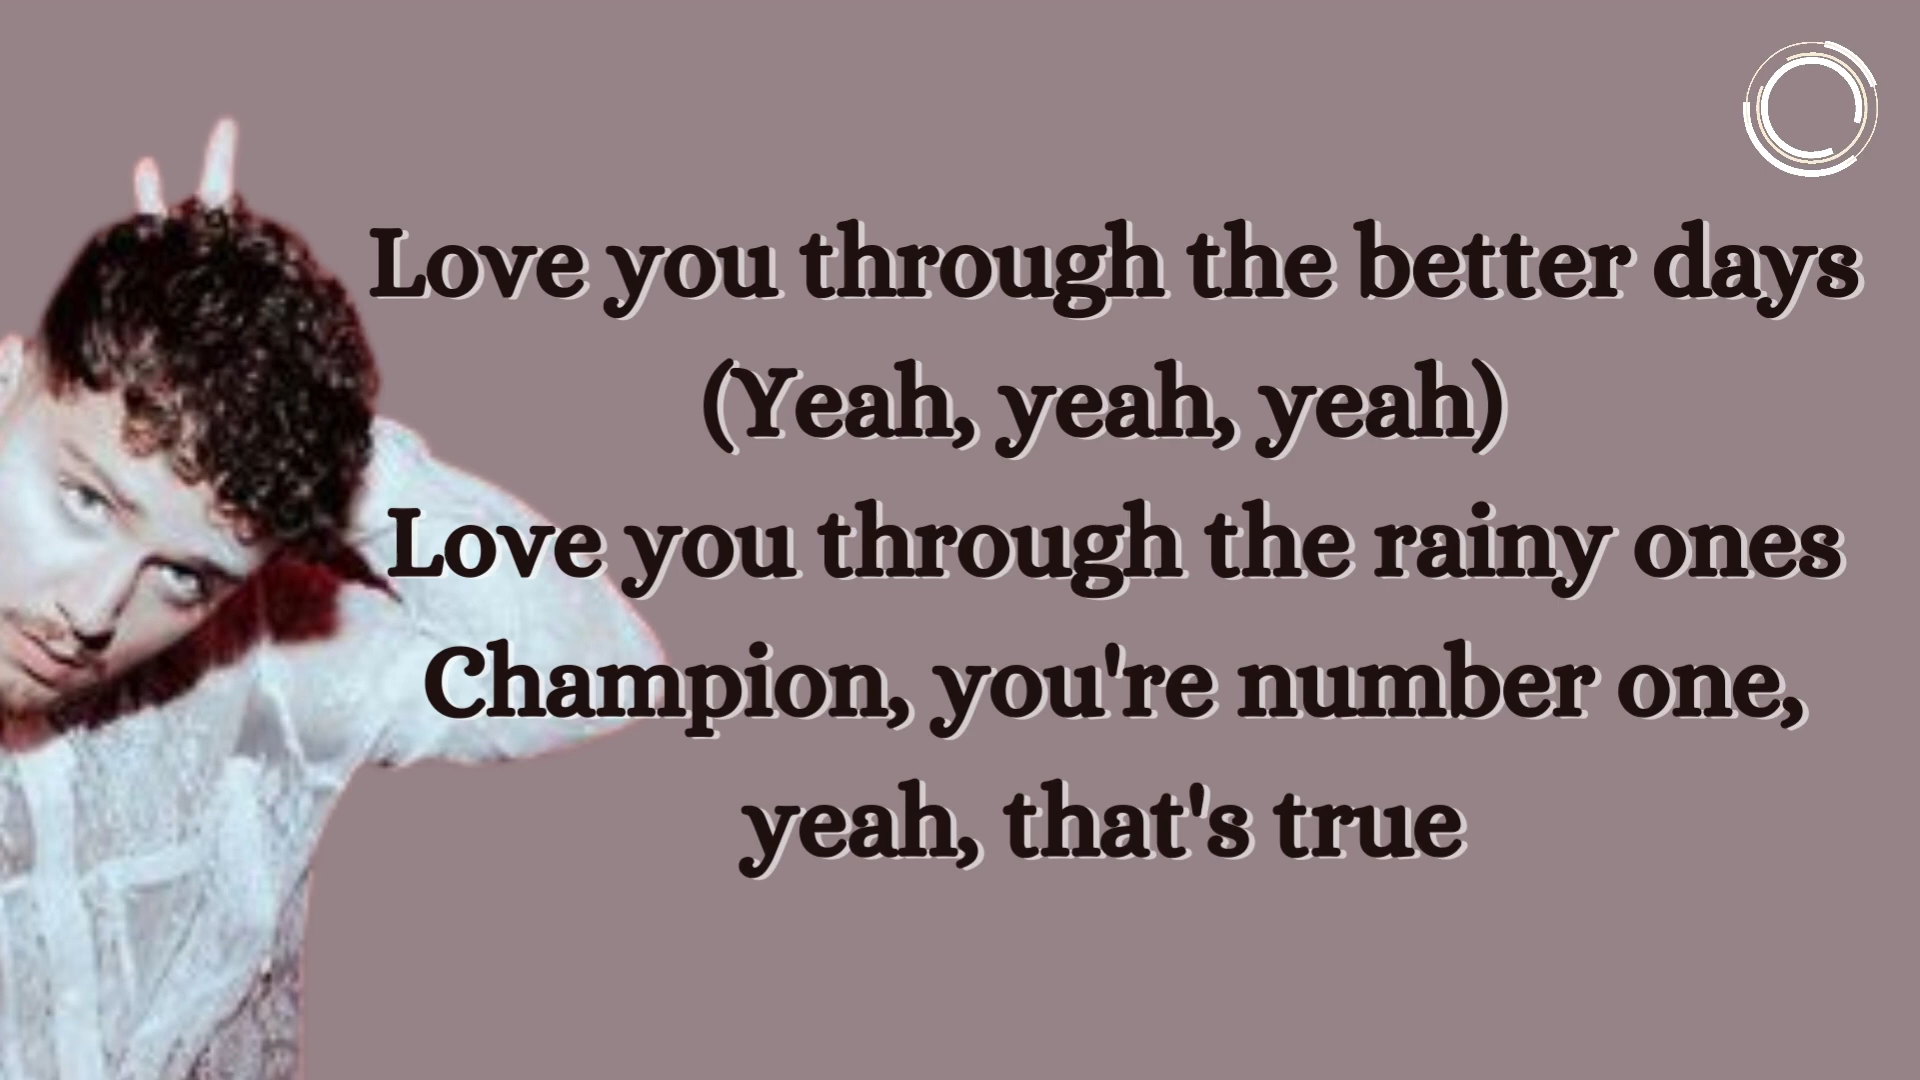 Love you through the better days
(Yeah, yeah, yeah)
Love you through the rainy ones
Champion, you're number one,
yeah, that's true